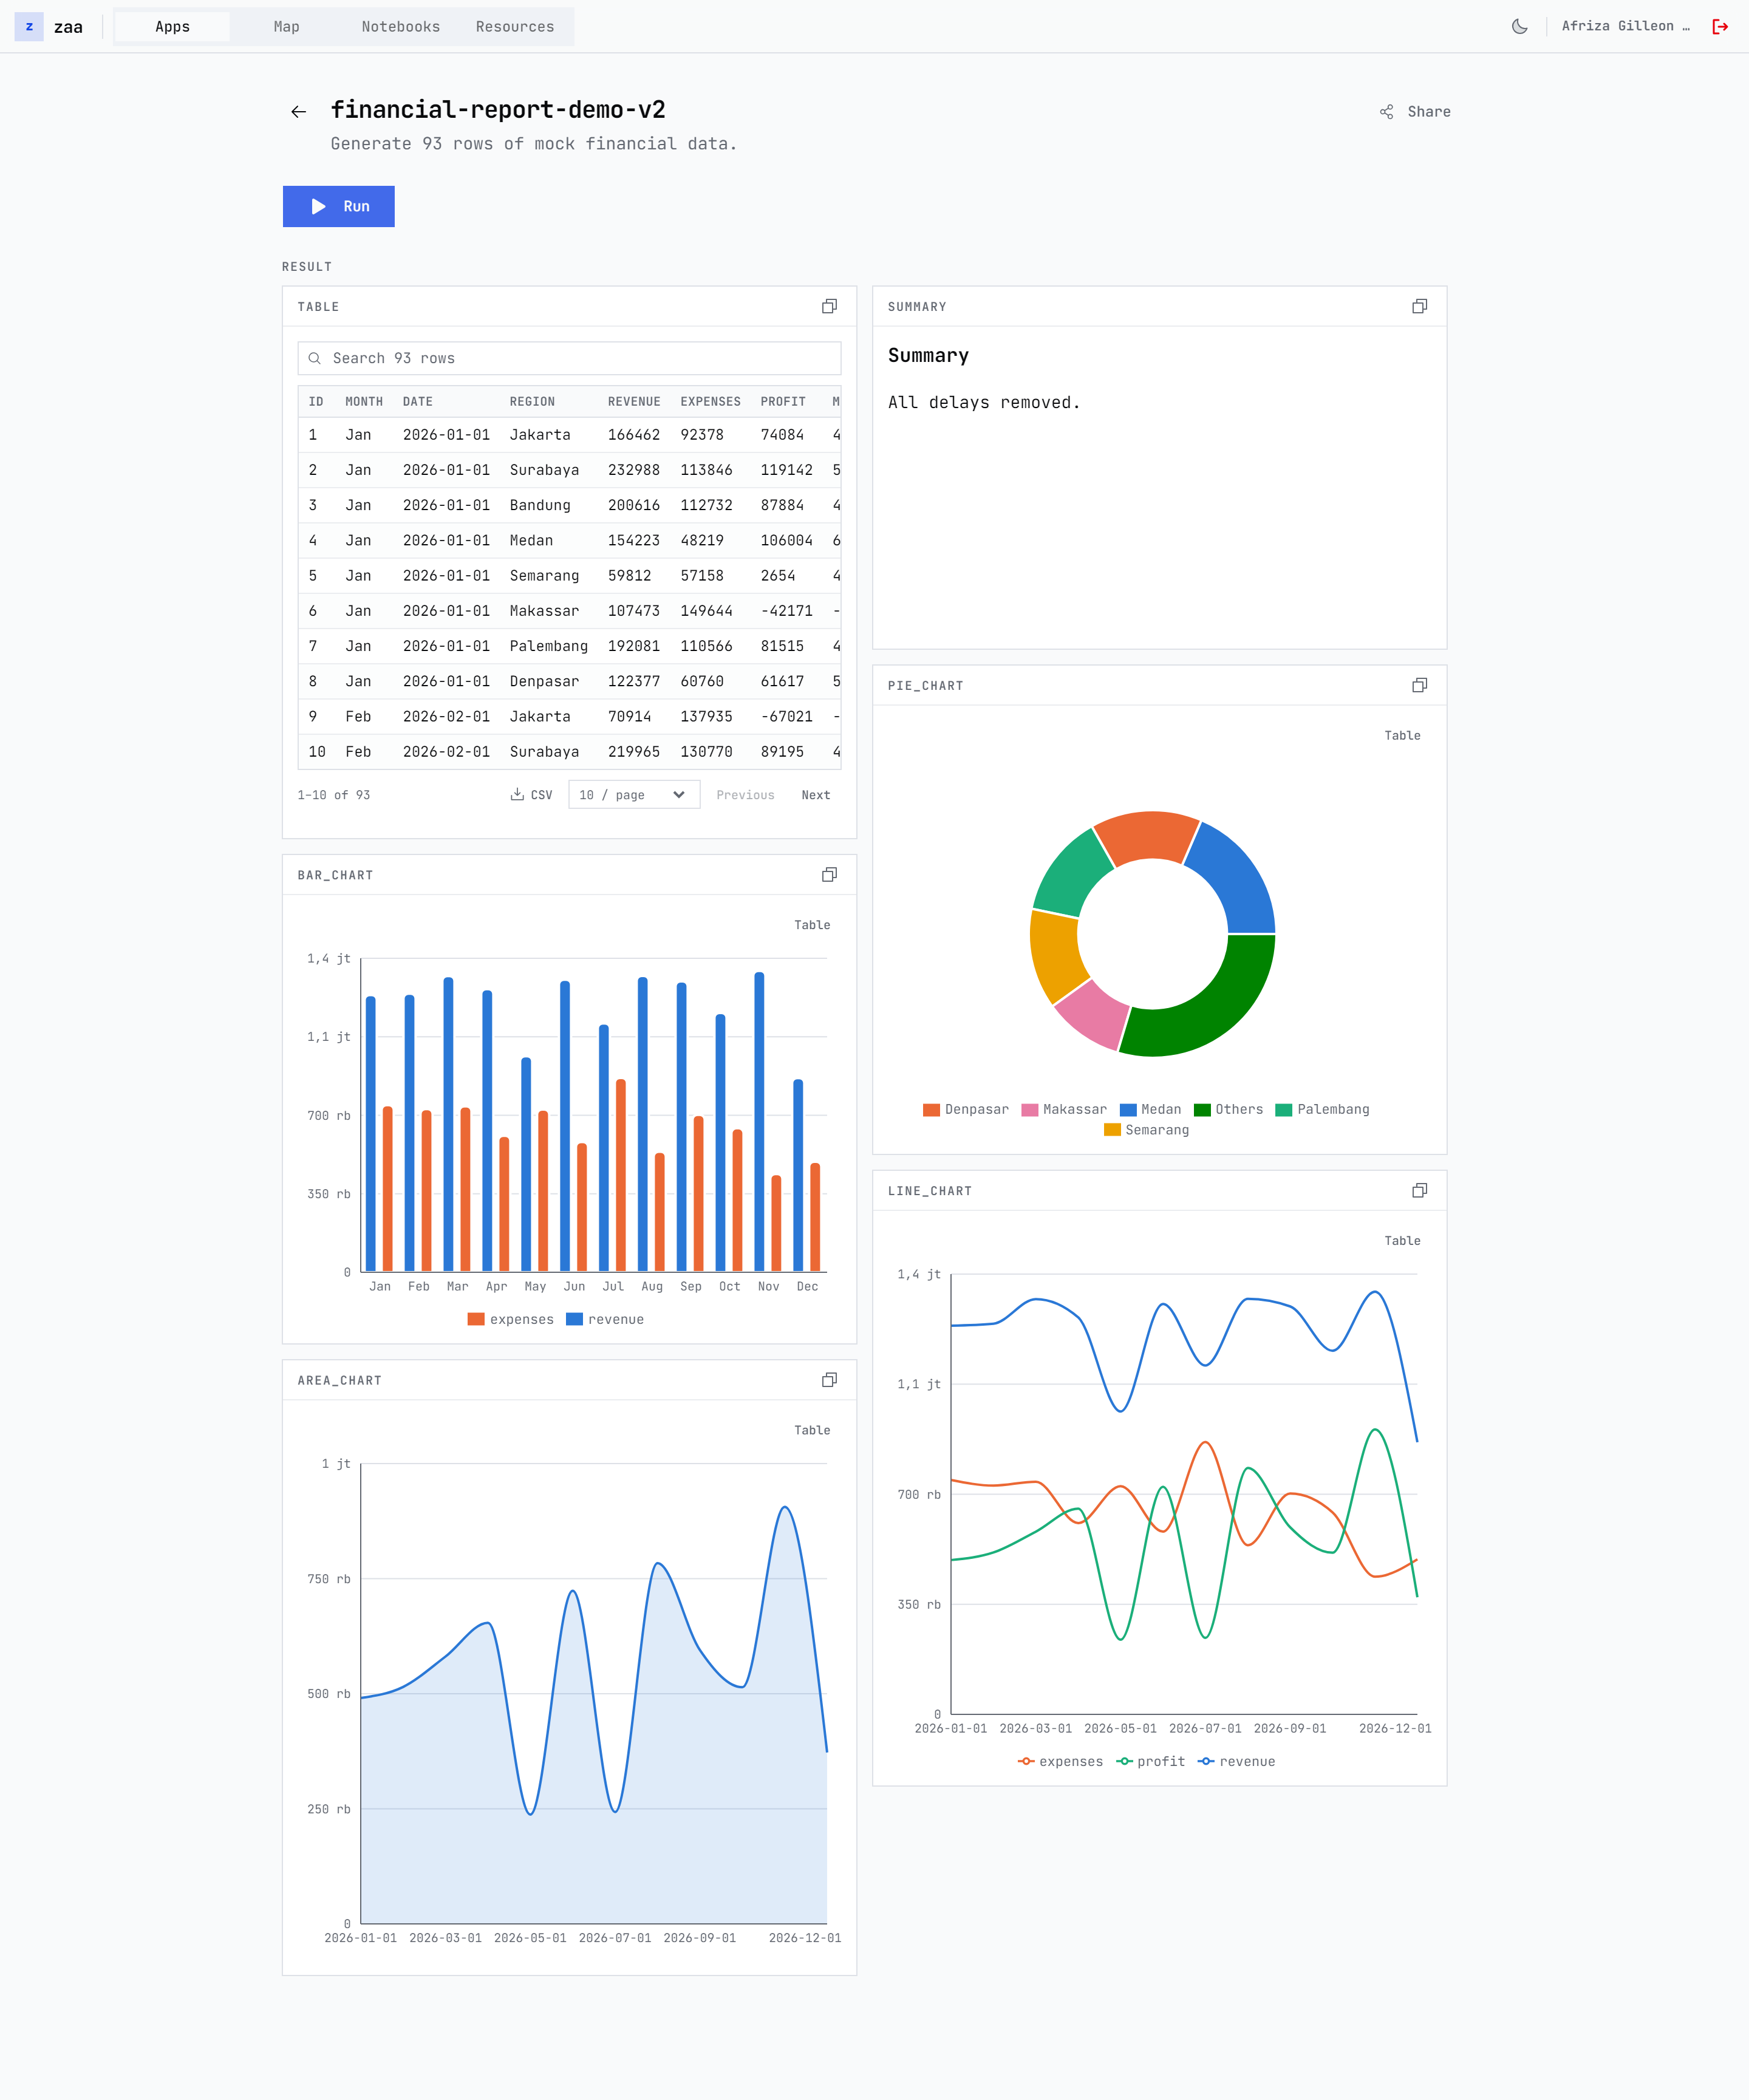 z zaa Apps Map Notebooks Resources Afriza Gilleon …
financial-report-demo-v2
Share
Generate 93 rows of mock financial data.
Run
RESULT
TABLE
Search 93 rows
ID MONTH DATE REGION REVENUE EXPENSES PROFIT M
1 Jan 2026-01-01 Jakarta 166462 92378 74084 4
2 Jan 2026-01-01 Surabaya 232988 113846 119142 5
3 Jan 2026-01-01 Bandung 200616 112732 87884 4
4 Jan 2026-01-01 Medan 154223 48219 106004 6
5 Jan 2026-01-01 Semarang 59812 57158 2654 4
6 Jan 2026-01-01 Makassar 107473 149644 -42171 -
7 Jan 2026-01-01 Palembang 192081 110566 81515 4
8 Jan 2026-01-01 Denpasar 122377 60760 61617 5
9 Feb 2026-02-01 Jakarta 70914 137935 -67021 -
10 Feb 2026-02-01 Surabaya 219965 130770 89195 4
1–10 of 93 CSV 10 / page Previous Next
SUMMARY
Summary
All delays removed.
PIE_CHART
Table
Denpasar Makassar Medan Others Palembang
Semarang
BAR_CHART
Table
1,4 jt
1,1 jt
700 rb
350 rb
0
Jan Feb Mar Apr May Jun Jul Aug Sep Oct Nov Dec
expenses revenue
LINE_CHART
Table
1,4 jt
1,1 jt
700 rb
350 rb
0
2026-01-01 2026-03-01 2026-05-01 2026-07-01 2026-09-01 2026-12-01
expenses profit revenue
AREA_CHART
Table
1 jt
750 rb
500 rb
250 rb
0
2026-01-01 2026-03-01 2026-05-01 2026-07-01 2026-09-01 2026-12-01